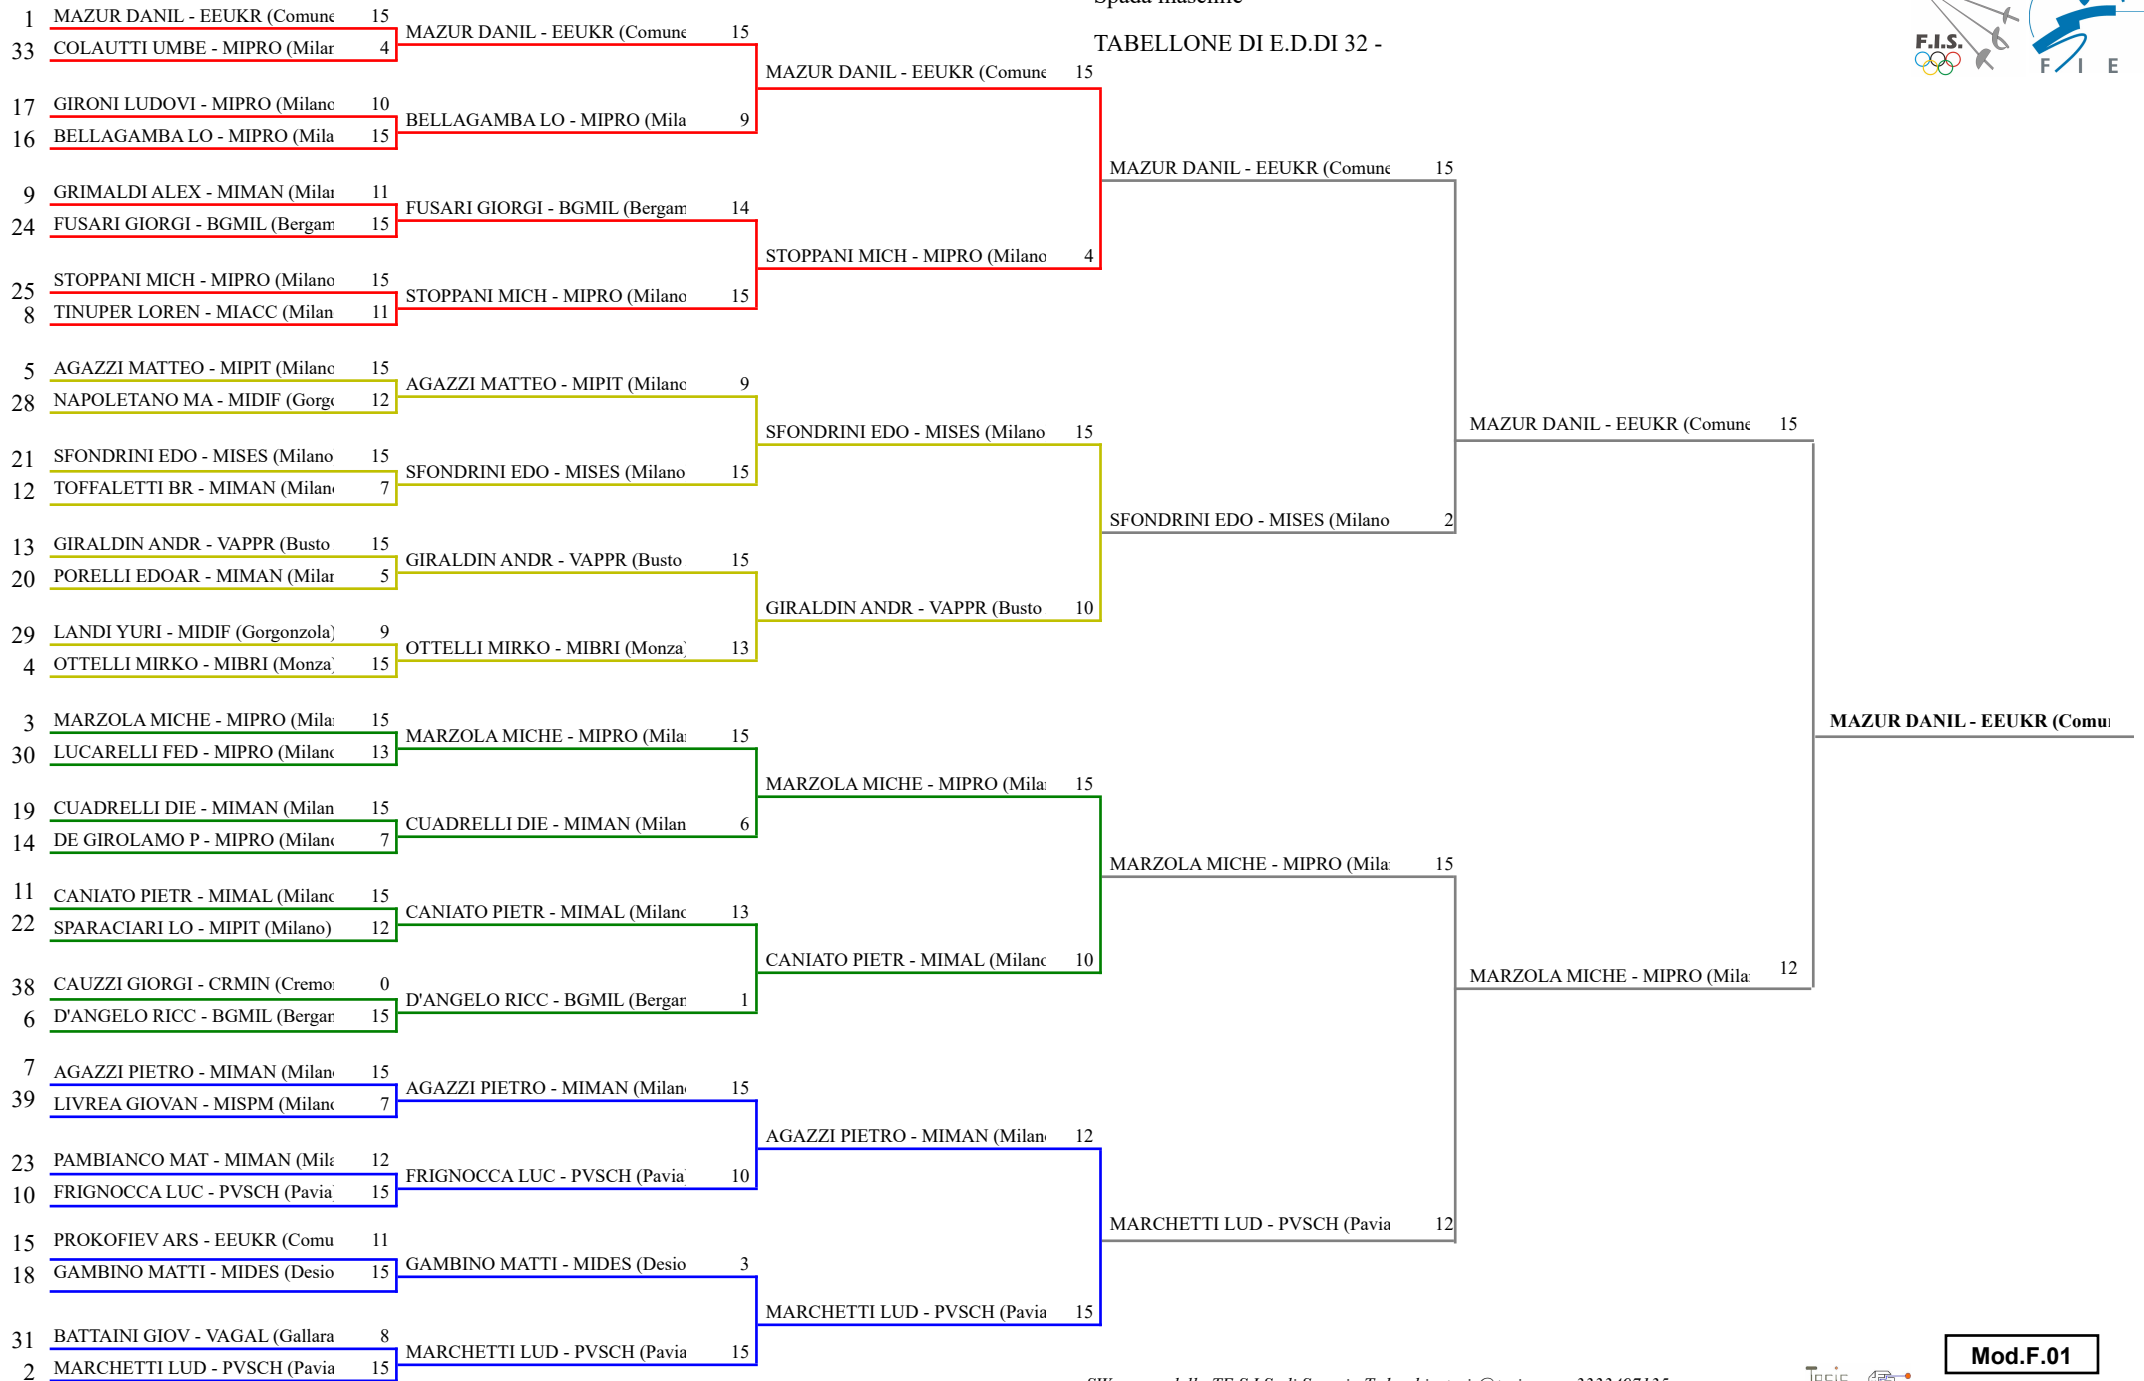 Spada maschile
TABELLONE DI E.D.DI 32 -
F.I.S.
F I E
1 MAZUR DANIL - EEUKR (Comune 15
33 COLAUTTI UMBE - MIPRO (Milar 4
17 GIRONI LUDOVI - MIPRO (Milano 10
16 BELLAGAMBA LO - MIPRO (Mila 15
9 GRIMALDI ALEX - MIMAN (Milar 11
24 FUSARI GIORGI - BGMIL (Bergam 15
25 STOPPANI MICH - MIPRO (Milano 15
8 TINUPER LOREN - MIACC (Milan 11
5 AGAZZI MATTEO - MIPIT (Milano 15
28 NAPOLETANO MA - MIDIF (Gorgo 12
21 SFONDRINI EDO - MISES (Milano 15
12 TOFFALETTI BR - MIMAN (Milan 7
13 GIRALDIN ANDR - VAPPR (Busto 15
20 PORELLI EDOAR - MIMAN (Milar 5
29 LANDI YURI - MIDIF (Gorgonzola) 9
4 OTTELLI MIRKO - MIBRI (Monza) 15
3 MARZOLA MICHE - MIPRO (Mila 15
30 LUCARELLI FED - MIPRO (Milano 13
19 CUADRELLI DIE - MIMAN (Milan 15
14 DE GIROLAMO P - MIPRO (Milano 7
11 CANIATO PIETR - MIMAL (Milano 15
22 SPARACIARI LO - MIPIT (Milano) 12
38 CAUZZI GIORGI - CRMIN (Cremo 0
6 D'ANGELO RICC - BGMIL (Bergam 15
7 AGAZZI PIETRO - MIMAN (Milan 15
39 LIVREA GIOVAN - MISPM (Milano 7
23 PAMBIANCO MAT - MIMAN (Mila 12
10 FRIGNOCCA LUC - PVSCH (Pavia) 15
15 PROKOFIEV ARS - EEUKR (Comu 11
18 GAMBINO MATTI - MIDES (Desio 15
31 BATTAINI GIOV - VAGAL (Gallara 8
2 MARCHETTI LUD - PVSCH (Pavia 15
MAZUR DANIL - EEUKR (Comune 15
BELLAGAMBA LO - MIPRO (Mila 9
FUSARI GIORGI - BGMIL (Bergam 14
STOPPANI MICH - MIPRO (Milano 15
AGAZZI MATTEO - MIPIT (Milano 9
SFONDRINI EDO - MISES (Milano 15
GIRALDIN ANDR - VAPPR (Busto 15
OTTELLI MIRKO - MIBRI (Monza) 13
MARZOLA MICHE - MIPRO (Mila 15
CUADRELLI DIE - MIMAN (Milan 6
CANIATO PIETR - MIMAL (Milano 13
D'ANGELO RICC - BGMIL (Bergam 1
AGAZZI PIETRO - MIMAN (Milan 15
FRIGNOCCA LUC - PVSCH (Pavia 10
GAMBINO MATTI - MIDES (Desio 3
MARCHETTI LUD - PVSCH (Pavia 15
MAZUR DANIL - EEUKR (Comune 15
STOPPANI MICH - MIPRO (Milano 4
SFONDRINI EDO - MISES (Milano 15
GIRALDIN ANDR - VAPPR (Busto 10
MARZOLA MICHE - MIPRO (Mila 15
CANIATO PIETR - MIMAL (Milano 10
AGAZZI PIETRO - MIMAN (Milan 12
MARCHETTI LUD - PVSCH (Pavia 15
MAZUR DANIL - EEUKR (Comune 15
SFONDRINI EDO - MISES (Milano 2
MARZOLA MICHE - MIPRO (Mila 15
MARCHETTI LUD - PVSCH (Pavia 12
MAZUR DANIL - EEUKR (Comune 15
MARZOLA MICHE - MIPRO (Mila 12
MAZUR DANIL - EEUKR (Comu
Mod.F.01